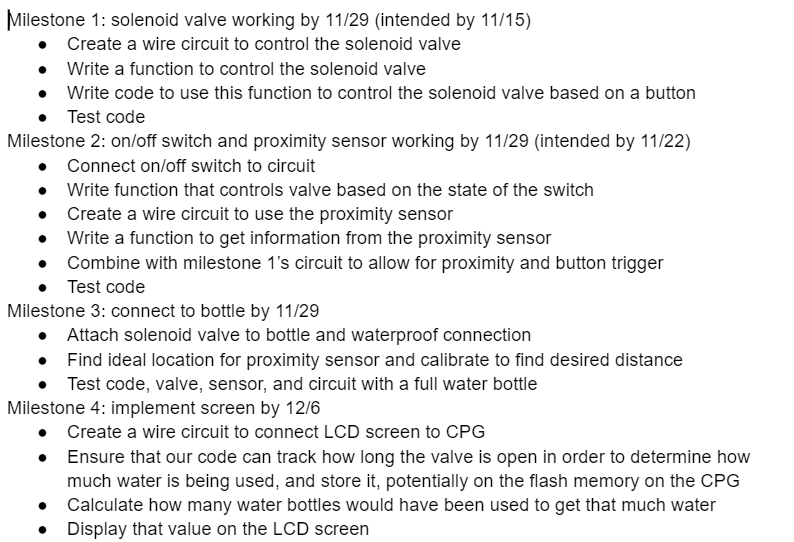 Milestone 1: solenoid valve working by 11/29 (intended by 11/15)
● Create a wire circuit to control the solenoid valve
● Write a function to control the solenoid valve
● Write code to use this function to control the solenoid valve based on a button
● Test code
Milestone 2: on/off switch and proximity sensor working by 11/29 (intended by 11/22)
● Connect on/off switch to circuit
● Write function that controls valve based on the state of the switch
● Create a wire circuit to use the proximity sensor
● Write a function to get information from the proximity sensor
● Combine with milestone 1's circuit to allow for proximity and button trigger
● Test code
Milestone 3: connect to bottle by 11/29
● Attach solenoid valve to bottle and waterproof connection
● Find ideal location for proximity sensor and calibrate to find desired distance
● Test code, valve, sensor, and circuit with a full water bottle
Milestone 4: implement screen by 12/6
● Create a wire circuit to connect LCD screen to CPG
● Ensure that our code can track how long the valve is open in order to determine how
much water is being used, and store it, potentially on the flash memory on the CPG
● Calculate how many water bottles would have been used to get that much water
● Display that value on the LCD screen